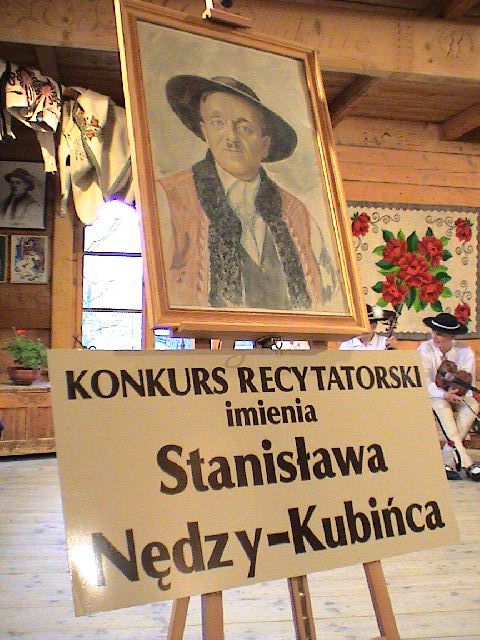 KONKURS RECYTATORSKI
imienia
Stanisława
Nędzy-Kubińca